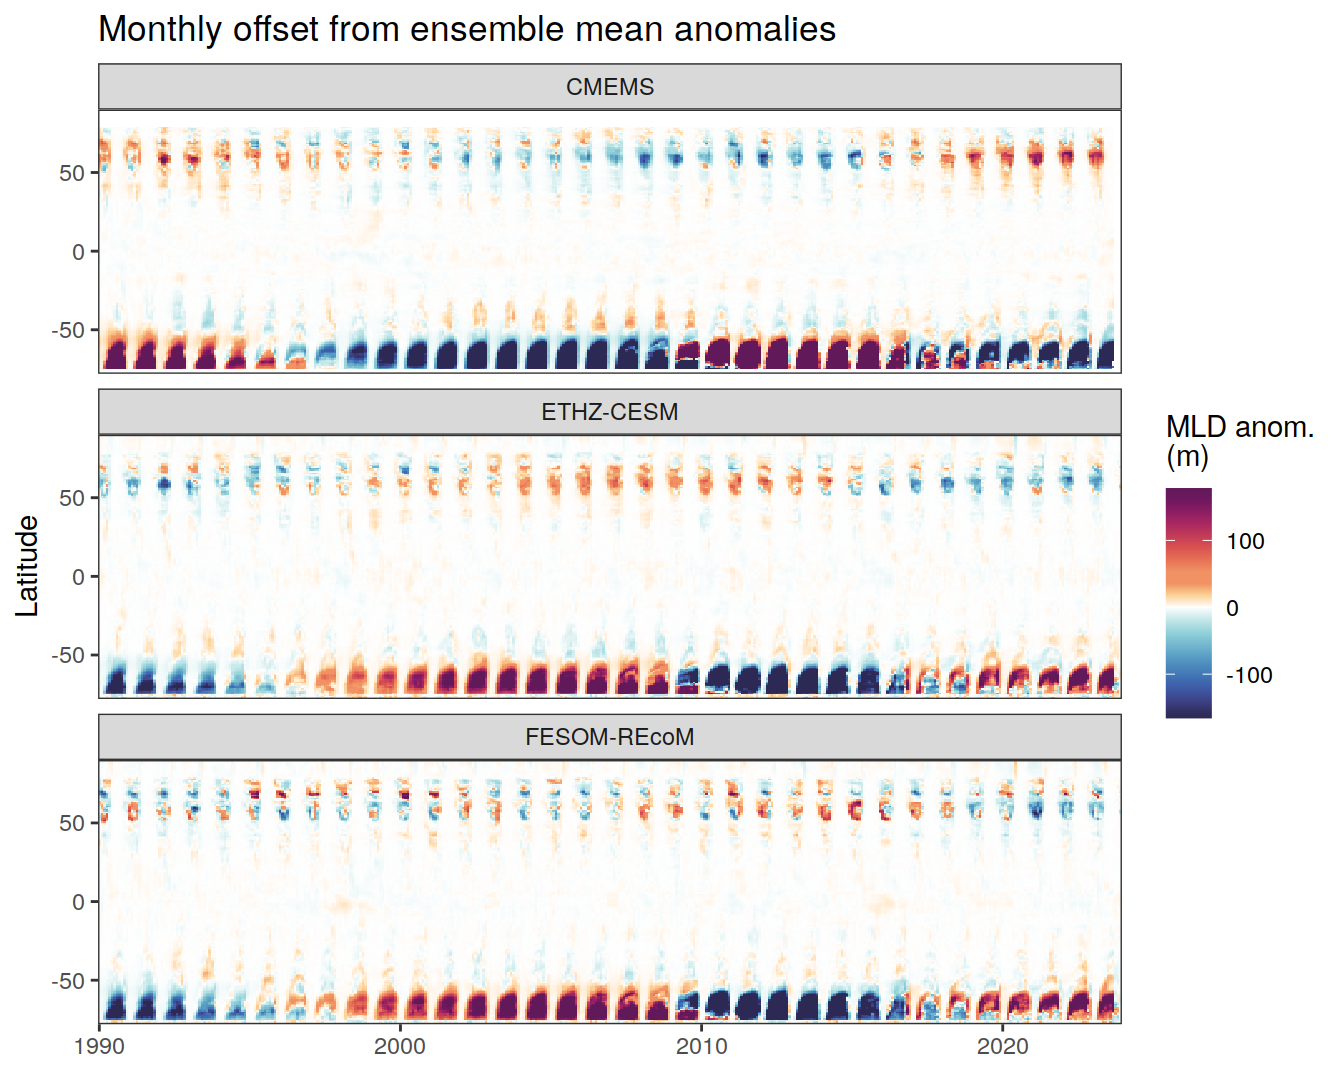 Monthly offset from ensemble mean anomalies
CMEMS
50
0
-50
ETHZ-CESM
50
0
-50
FESOM-REcoM
50
0
-50
1990 2000 2010 2020
Latitude
MLD anom.
(m)
100
0
-100